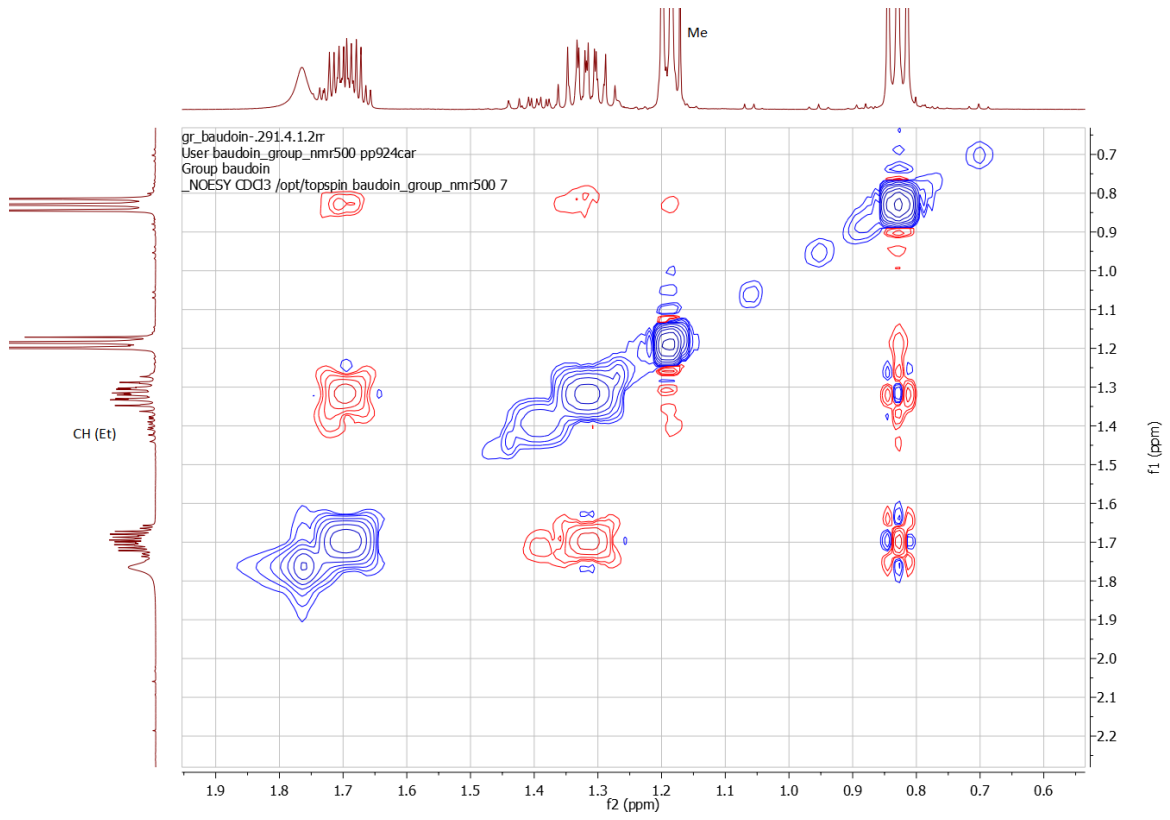 Me
gr_baudoin-.291.4.1.2rr
User baudoin_group_nmr500 pp924car
Group baudoin
_NOESY CDCl3 /opt/topspin baudoin_group_nmr500 7
CH (Et)
0.7
0.8
0.9
1.0
1.1
1.2
1.3
1.4
1.5
1.6
1.7
1.8
1.9
2.0
2.1
2.2
f1 (ppm)
1.9 1.8 1.7 1.6 1.5 1.4 1.3 1.2 1.1 1.0 0.9 0.8 0.7 0.6
f2 (ppm)